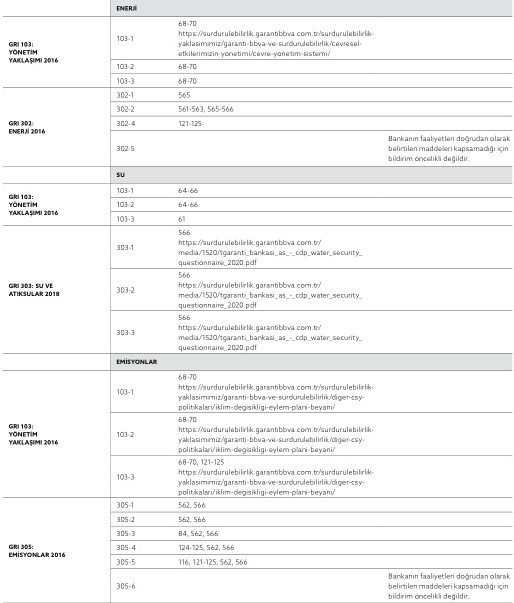 ENERJİ
GRI 103:
YÖNETİM
YAKLAŞIMI 2016
103-1
68-70
https://surdurulebilirlik.garantibbva.com.tr/surdurulebilirlik-
yaklasimimiz/garanti-bbva-ve-surdurulebilirlik/cevresel-
etkilerimizin-yonetimi/cevre-yonetim-sistemi/
103-2
68-70
103-3
68-70
GRI 302:
ENERJİ 2016
302-1
565
302-2
561-563, 565-566
302-4
121-125
302-5
Bankanın faaliyetleri doğrudan olarak
belirtilen maddeleri kapsamadığı için
bildirim öncelikli değildir.
SU
GRI 103:
YÖNETİM
YAKLAŞIMI 2016
103-1
64-66
103-2
64-66
103-3
61
GRI 303: SU VE
ATIKSULAR 2018
303-1
566
https://surdurulebilirlik.garantibbva.com.tr/
media/1520/tgaranti_bankasi_as_-_cdp_water_security_
questionnaire_2020.pdf
303-2
566
https://surdurulebilirlik.garantibbva.com.tr/
media/1520/tgaranti_bankasi_as_-_cdp_water_security_
questionnaire_2020.pdf
303-3
566
https://surdurulebilirlik.garantibbva.com.tr/
media/1520/tgaranti_bankasi_as_-_cdp_water_security_
questionnaire_2020.pdf
EMİSYONLAR
GRI 103:
YÖNETİM
YAKLAŞIMI 2016
103-1
68-70
https://surdurulebilirlik.garantibbva.com.tr/surdurulebilirlik-
yaklasimimiz/garanti-bbva-ve-surdurulebilirlik/diger-csy-
politikalari/iklim-degisikligi-eylem-plani-beyani/
103-2
68-70
https://surdurulebilirlik.garantibbva.com.tr/surdurulebilirlik-
yaklasimimiz/garanti-bbva-ve-surdurulebilirlik/diger-csy-
politikalari/iklim-degisikligi-eylem-plani-beyani/
103-3
68-70, 121-125
https://surdurulebilirlik.garantibbva.com.tr/surdurulebilirlik-
yaklasimimiz/garanti-bbva-ve-surdurulebilirlik/diger-csy-
politikalari/iklim-degisikligi-eylem-plani-beyani/
GRI 305:
EMİSYONLAR 2016
305-1
562, 566
305-2
562, 566
305-3
84, 562, 566
305-4
124-125, 562, 566
305-5
116, 121-125, 562, 566
305-6
Bankanın faaliyetleri doğrudan olarak
belirtilen maddeleri kapsamadığı için
bildirim öncelikli değildir.